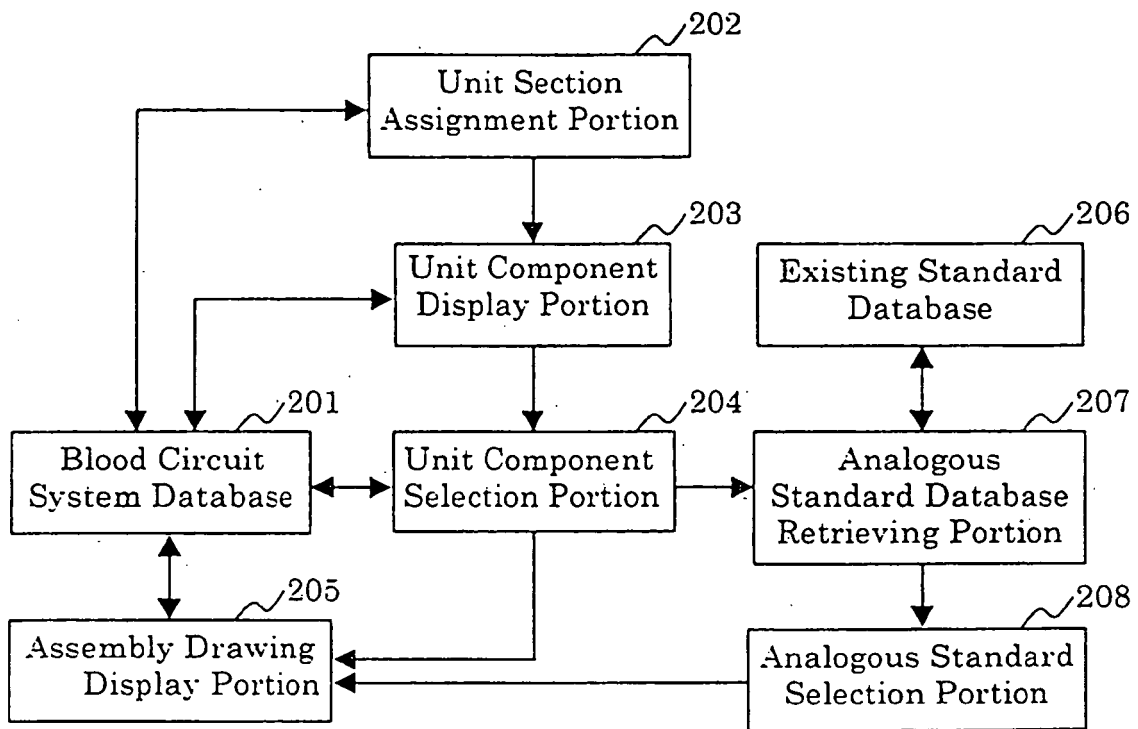 202
Unit Section
Assignment Portion
203
Unit Component
Display Portion
206
Existing Standard
Database
201
Blood Circuit
System Database
204
Unit Component
Selection Portion
207
Analogous
Standard Database
Retrieving Portion
205
Assembly Drawing
Display Portion
208
Analogous Standard
Selection Portion